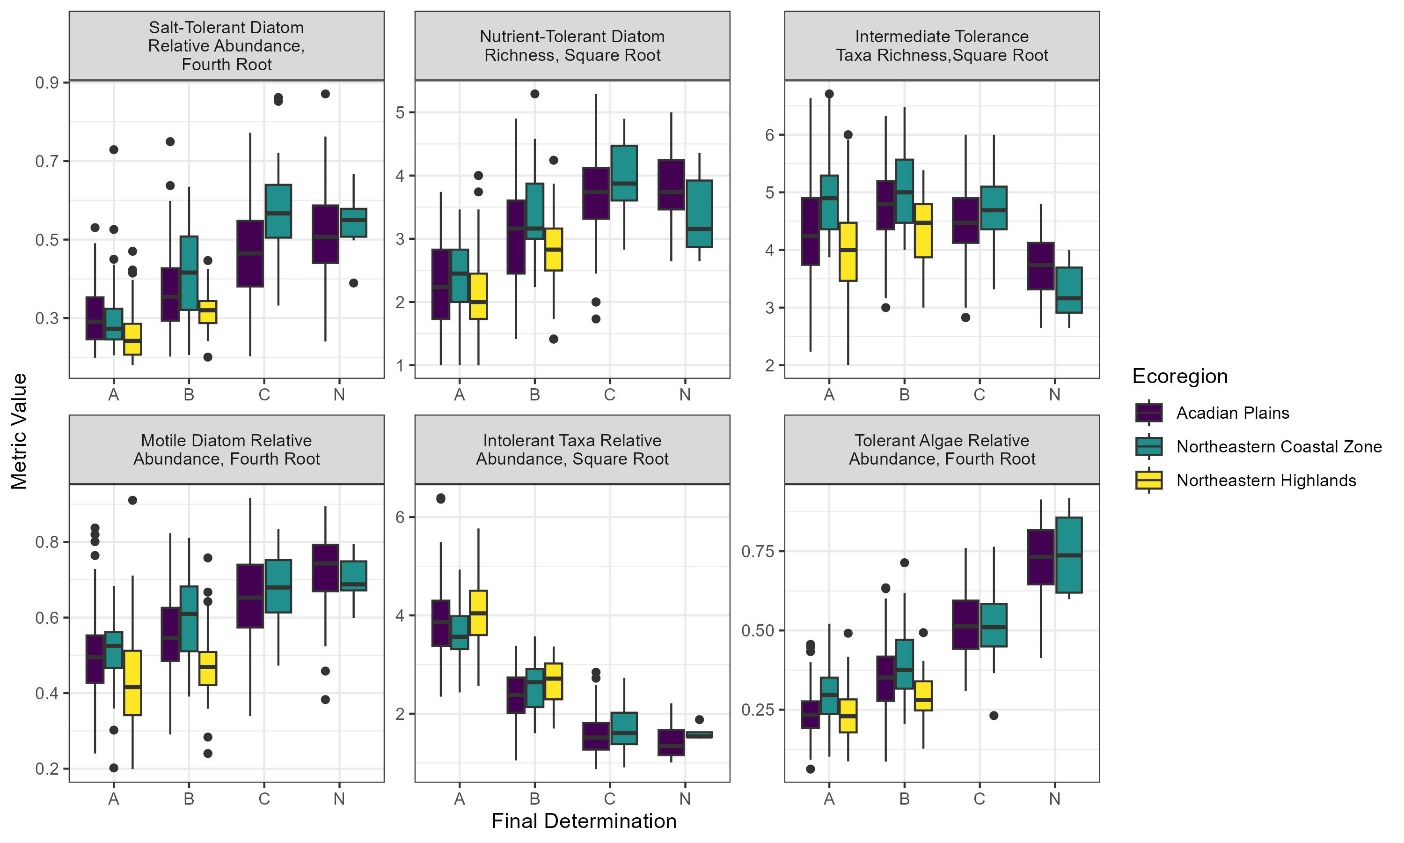 Salt-Tolerant Diatom
Relative Abundance,
Fourth Root
Nutrient-Tolerant Diatom
Richness, Square Root
Intermediate Tolerance
Taxa Richness,Square Root
0.9
0.7
0.5
0.3
A B C N
5
4
3
2
1
A B C N
6
5
4
3
2
A B C N
Metric Value
Motile Diatom Relative
Abundance, Fourth Root
Intolerant Taxa Relative
Abundance, Square Root
Tolerant Algae Relative
Abundance, Fourth Root
0.8
0.6
0.4
0.2
A B C N
6
4
2
A B C N
0.75
0.50
0.25
A B C N
Final Determination
Ecoregion
Acadian Plains
Northeastern Coastal Zone
Northeastern Highlands